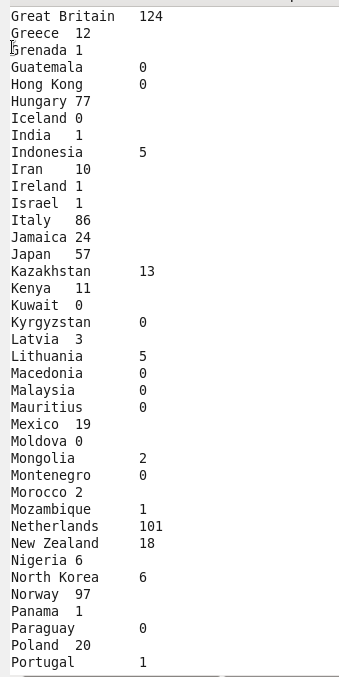 Great Britain 124
Greece 12
Grenada 1
Guatemala 0
Hong Kong 0
Hungary 77
Iceland 0
India 1
Indonesia 5
Iran 10
Ireland 1
Israel 1
Italy 86
Jamaica 24
Japan 57
Kazakhstan 13
Kenya 11
Kuwait 0
Kyrgyzstan 0
Latvia 3
Lithuania 5
Macedonia 0
Malaysia 0
Mauritius 0
Mexico 19
Moldova 0
Mongolia 2
Montenegro 0
Morocco 2
Mozambique 1
Netherlands 101
New Zealand 18
Nigeria 6
North Korea 6
Norway 97
Panama 1
Paraguay 0
Poland 20
Portugal 1